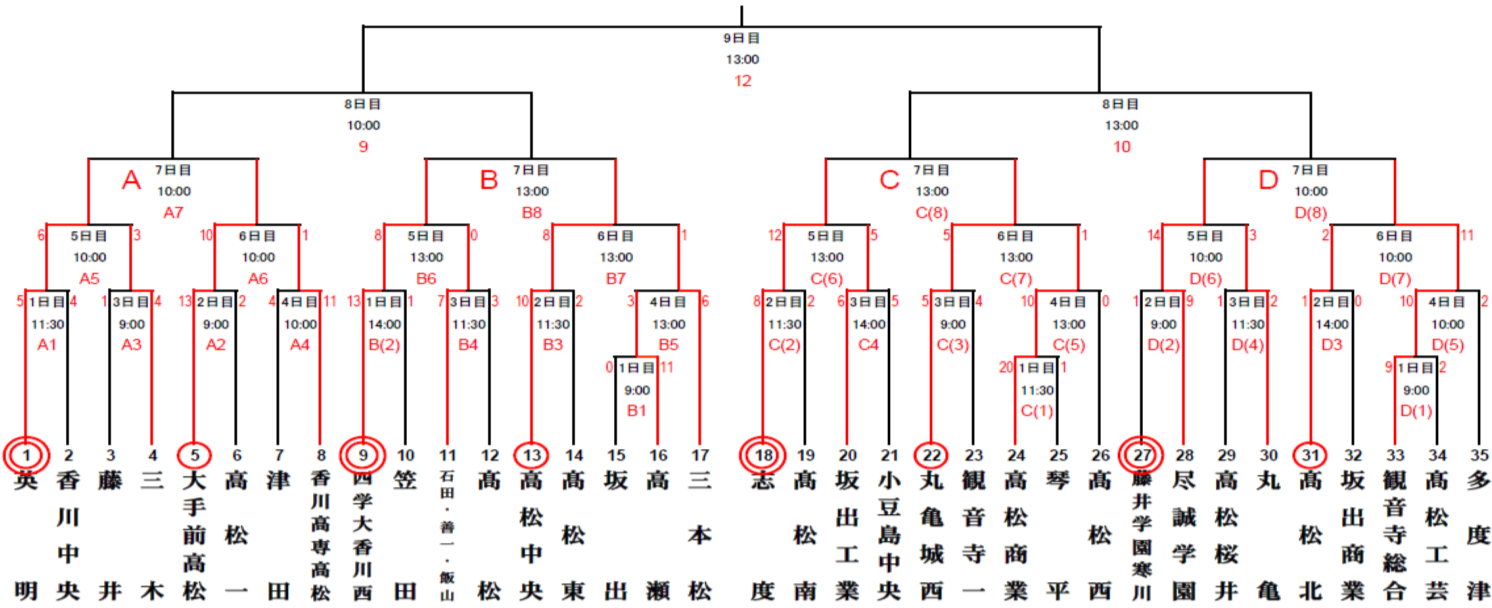 9日目
13:00
12
8日目
10:00
9
8日目
13:00
10
A
7日目
10:00
A7
B
7日目
13:00
B8
C
7日目
13:00
C(8)
D
7日目
10:00
D(8)
6 5日目 3
10:00
A5
10 6日目 1
10:00
A6
8 5日目 0
13:00
B6
8 6日目 1
13:00
B7
12 5日目 5
13:00
C(6)
5 6日目 1
13:00
C(7)
14 5日目 3
10:00
D(6)
2 6日目 11
10:00
D(7)
5 1日目 4
11:30
A1
1 3日目 4
9:00
A3
13 2日目 2
9:00
A2
4 4日目 11
10:00
A4
13 1日目 1
14:00
B(2)
7 3日目 3
11:30
B4
10 2日目 2
11:30
B3
3 4日目 6
13:00
B5
8 2日目 2
11:30
C(2)
6 3日目 5
14:00
C4
5 3日目 4
9:00
C(3)
10 4日目 0
13:00
C(5)
1 2日目 9
9:00
D(2)
1 3日目 2
11:30
D(4)
1 2日目 0
14:00
D3
10 4日目 2
10:00
D(5)
0 1日目 11
9:00
B1
20 1日目 1
11:30
C(1)
9 1日目 2
9:00
D(1)
1 英明
2 香川中央
3 藤井
4 三木
5 大手前高松
6 高松一
7 津田
8 香川高専高松
9 四学大香川西
10 笠田
11 石田・善一・飯山
12 高松
13 高松中央
14 高松東
15 坂出
16 高瀬
17 三本松
18 志度
19 高松南
20 坂出工業
21 小豆島中央
22 丸亀城西
23 観音寺一
24 高松商業
25 琴平
26 高松西
27 藤井学園寒川
28 尽誠学園
29 高松桜井
30 丸亀
31 高松北
32 坂出商業
33 観音寺総合
34 高松工芸
35 多度津